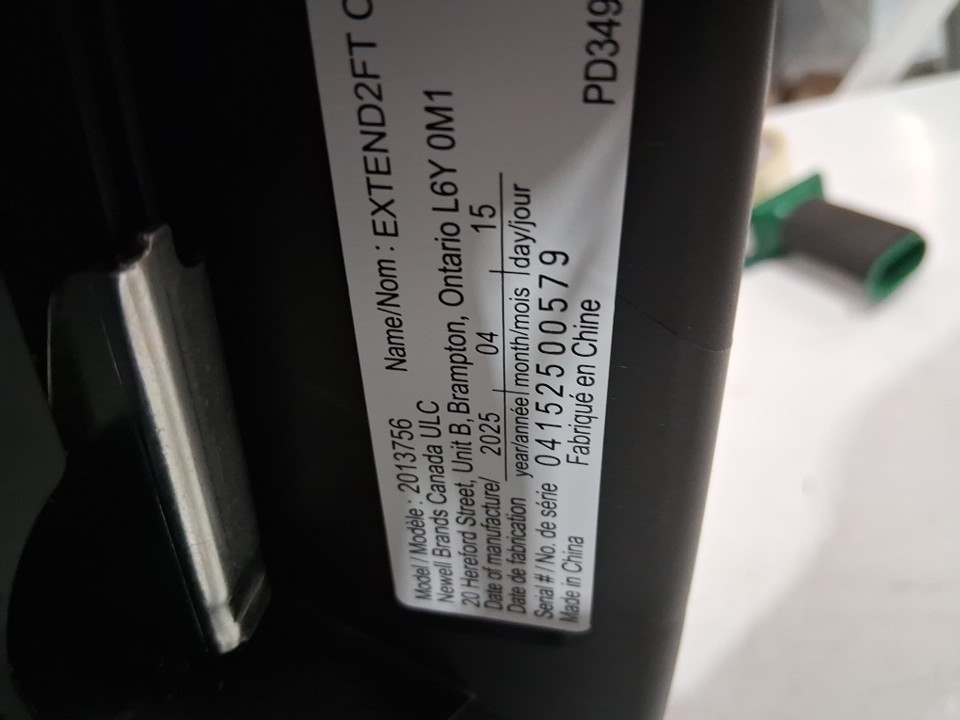 Model / Modèle : 2013756 Name/Nom : EXTEND2FT C
Newell Brands Canada ULC
20 Hereford Street, Unit B, Brampton, Ontario L6Y 0M1
Date of manufacture/ 2025 04 15
Date de fabrication year/année month/mois day/jour
Serial # / No. de série 04152500579
Made in China Fabriqué en Chine PD349